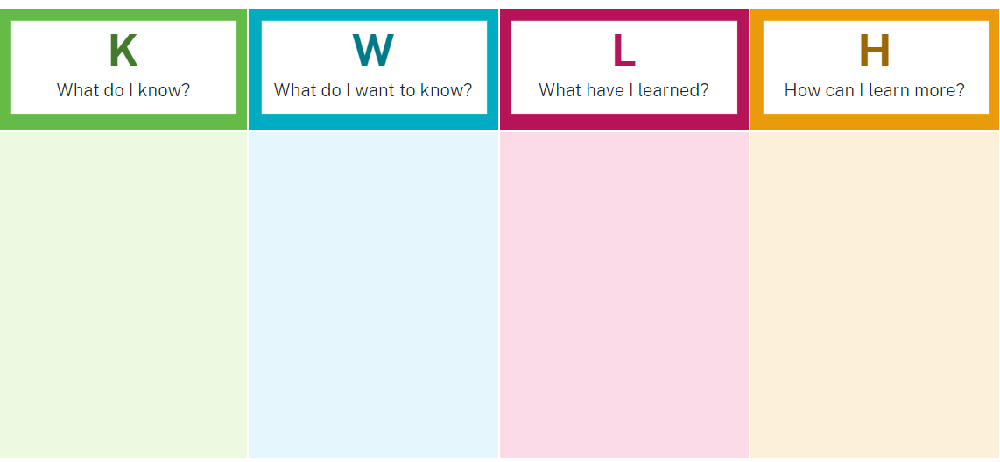 K
What do I know?
W
What do I want to know?
L
What have I learned?
H
How can I learn more?